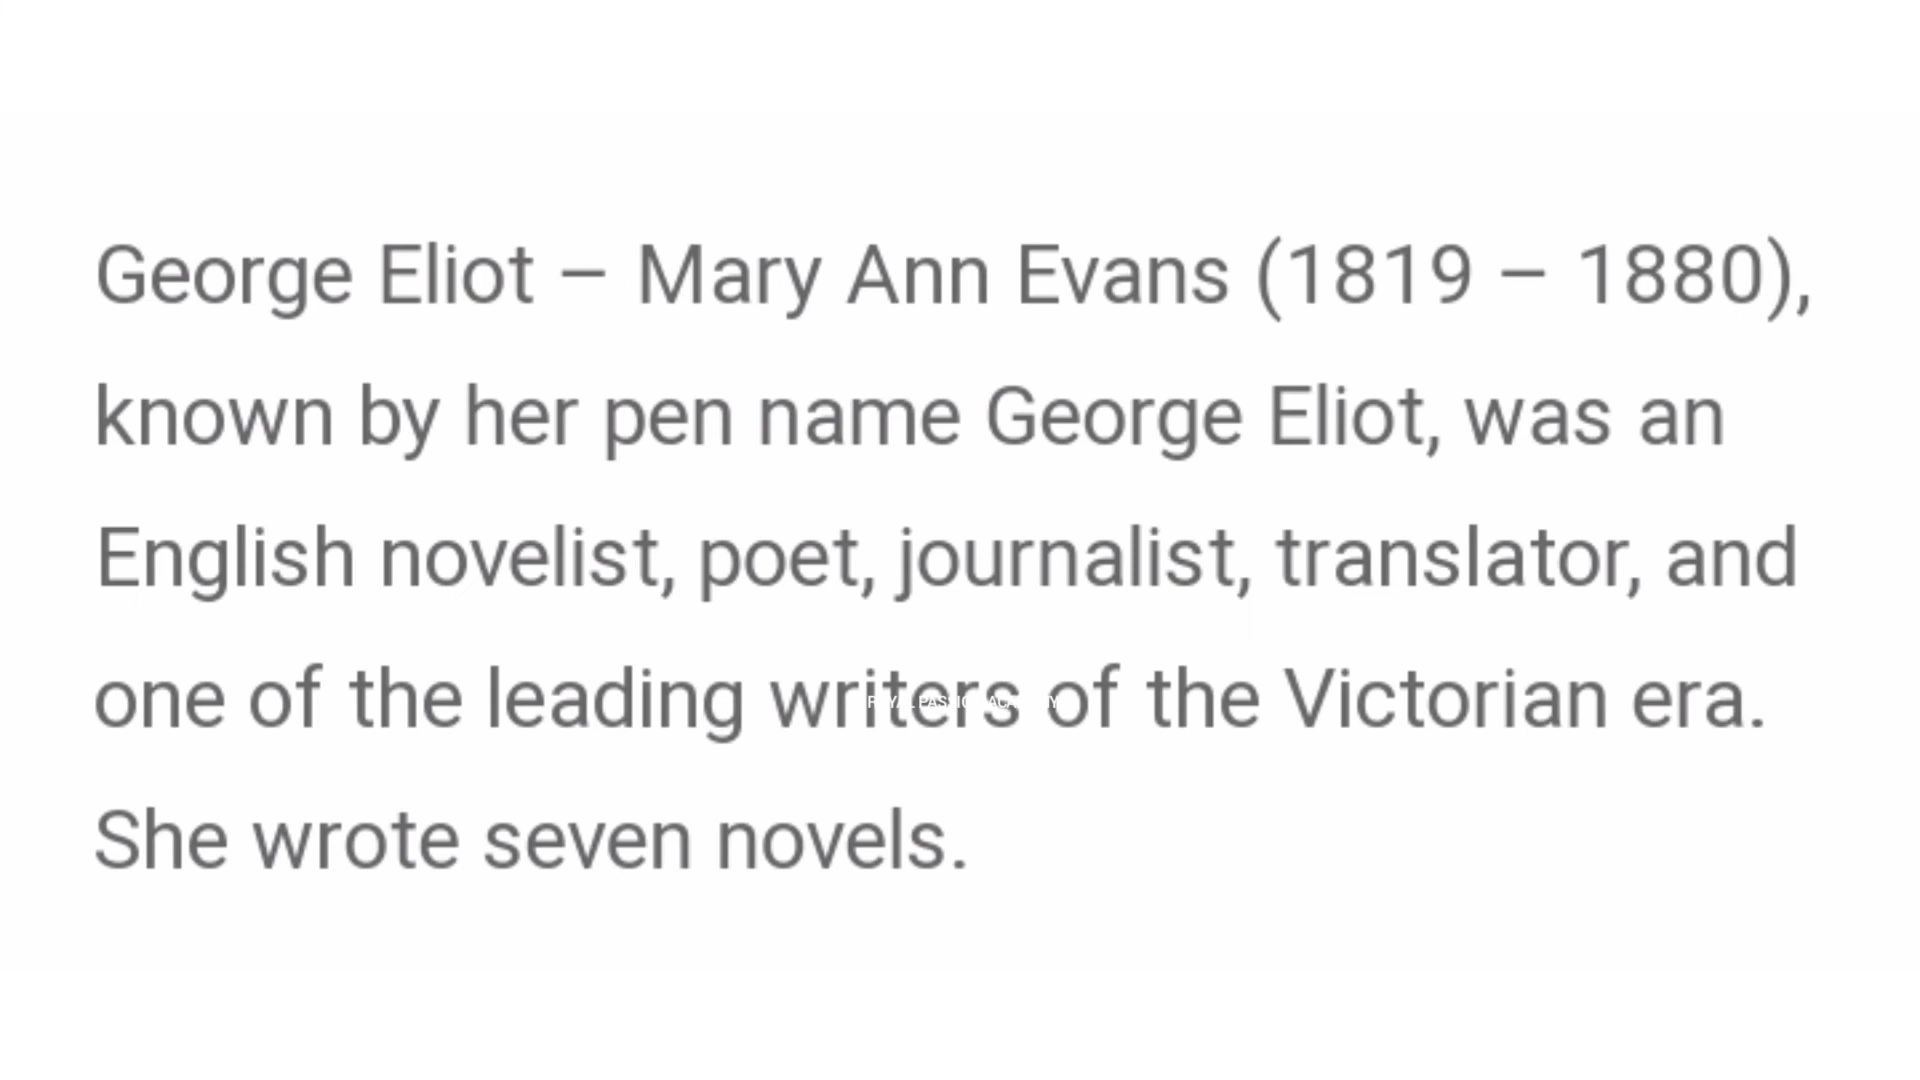 George Eliot – Mary Ann Evans (1819 – 1880),
known by her pen name George Eliot, was an
English novelist, poet, journalist, translator, and
one of the leading writers of the Victorian era.
She wrote seven novels.